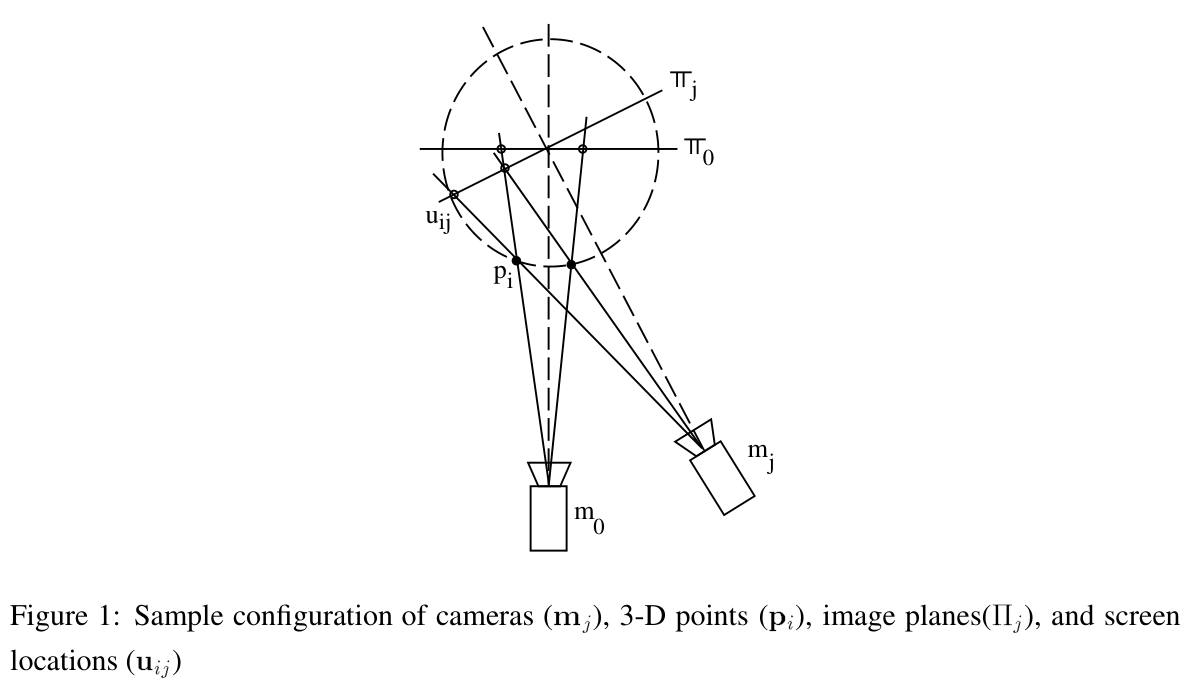 π_j
π_0
u_ij
p_i
m_j
m_0
Figure 1: Sample configuration of cameras (m_j), 3-D points (p_i), image planes(Π_j), and screen
locations (u_ij)